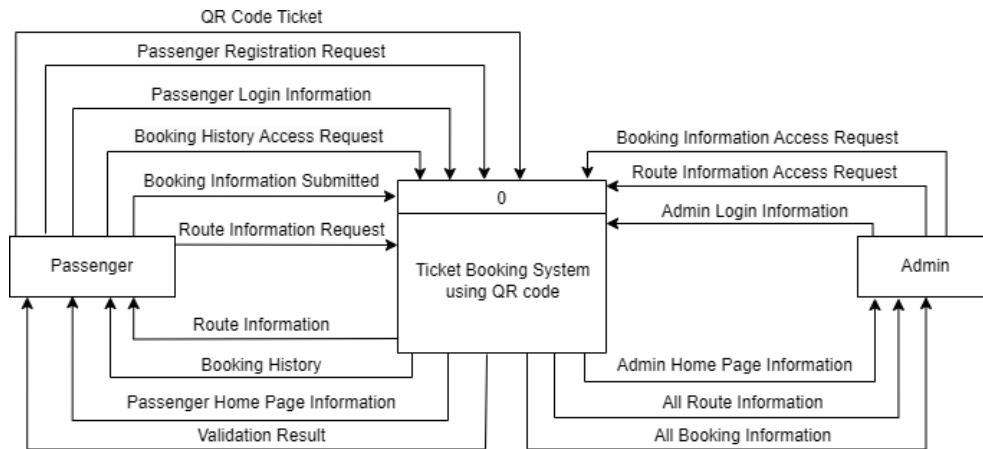 QR Code Ticket
Passenger Registration Request
Passenger Login Information
Booking History Access Request
Booking Information Access Request
Booking Information Submitted
Route Information Access Request
0
Admin Login Information
Route Information Request
Passenger
Ticket Booking System
using QR code
Admin
Route Information
Booking History
Admin Home Page Information
Passenger Home Page Information
All Route Information
Validation Result
All Booking Information